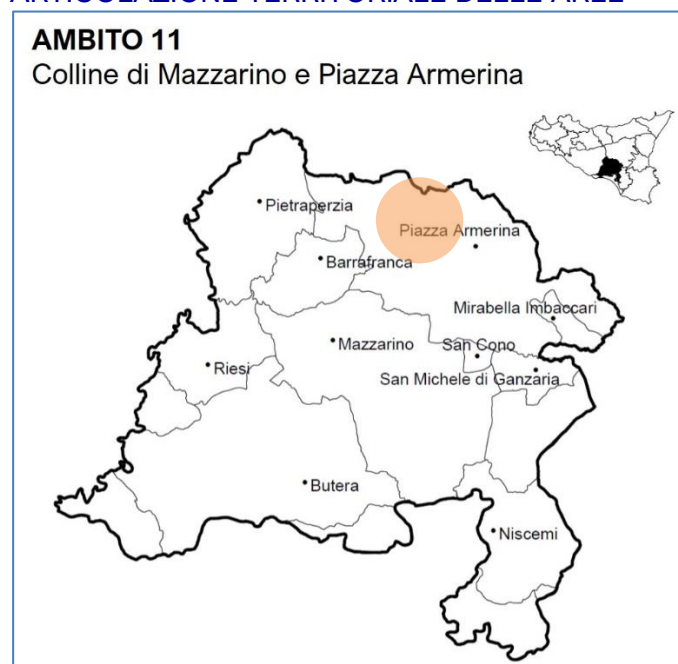 ARTICOLAZIONE TERRITORIALE DELLE AREE
AMBITO 11
Colline di Mazzarino e Piazza Armerina
Pietraperzia
Piazza Armerina
Barrafranca
Mirabella Imbaccari
Mazzarino
San Cono
Riesi
San Michele di Ganzaria
Butera
Niscemi